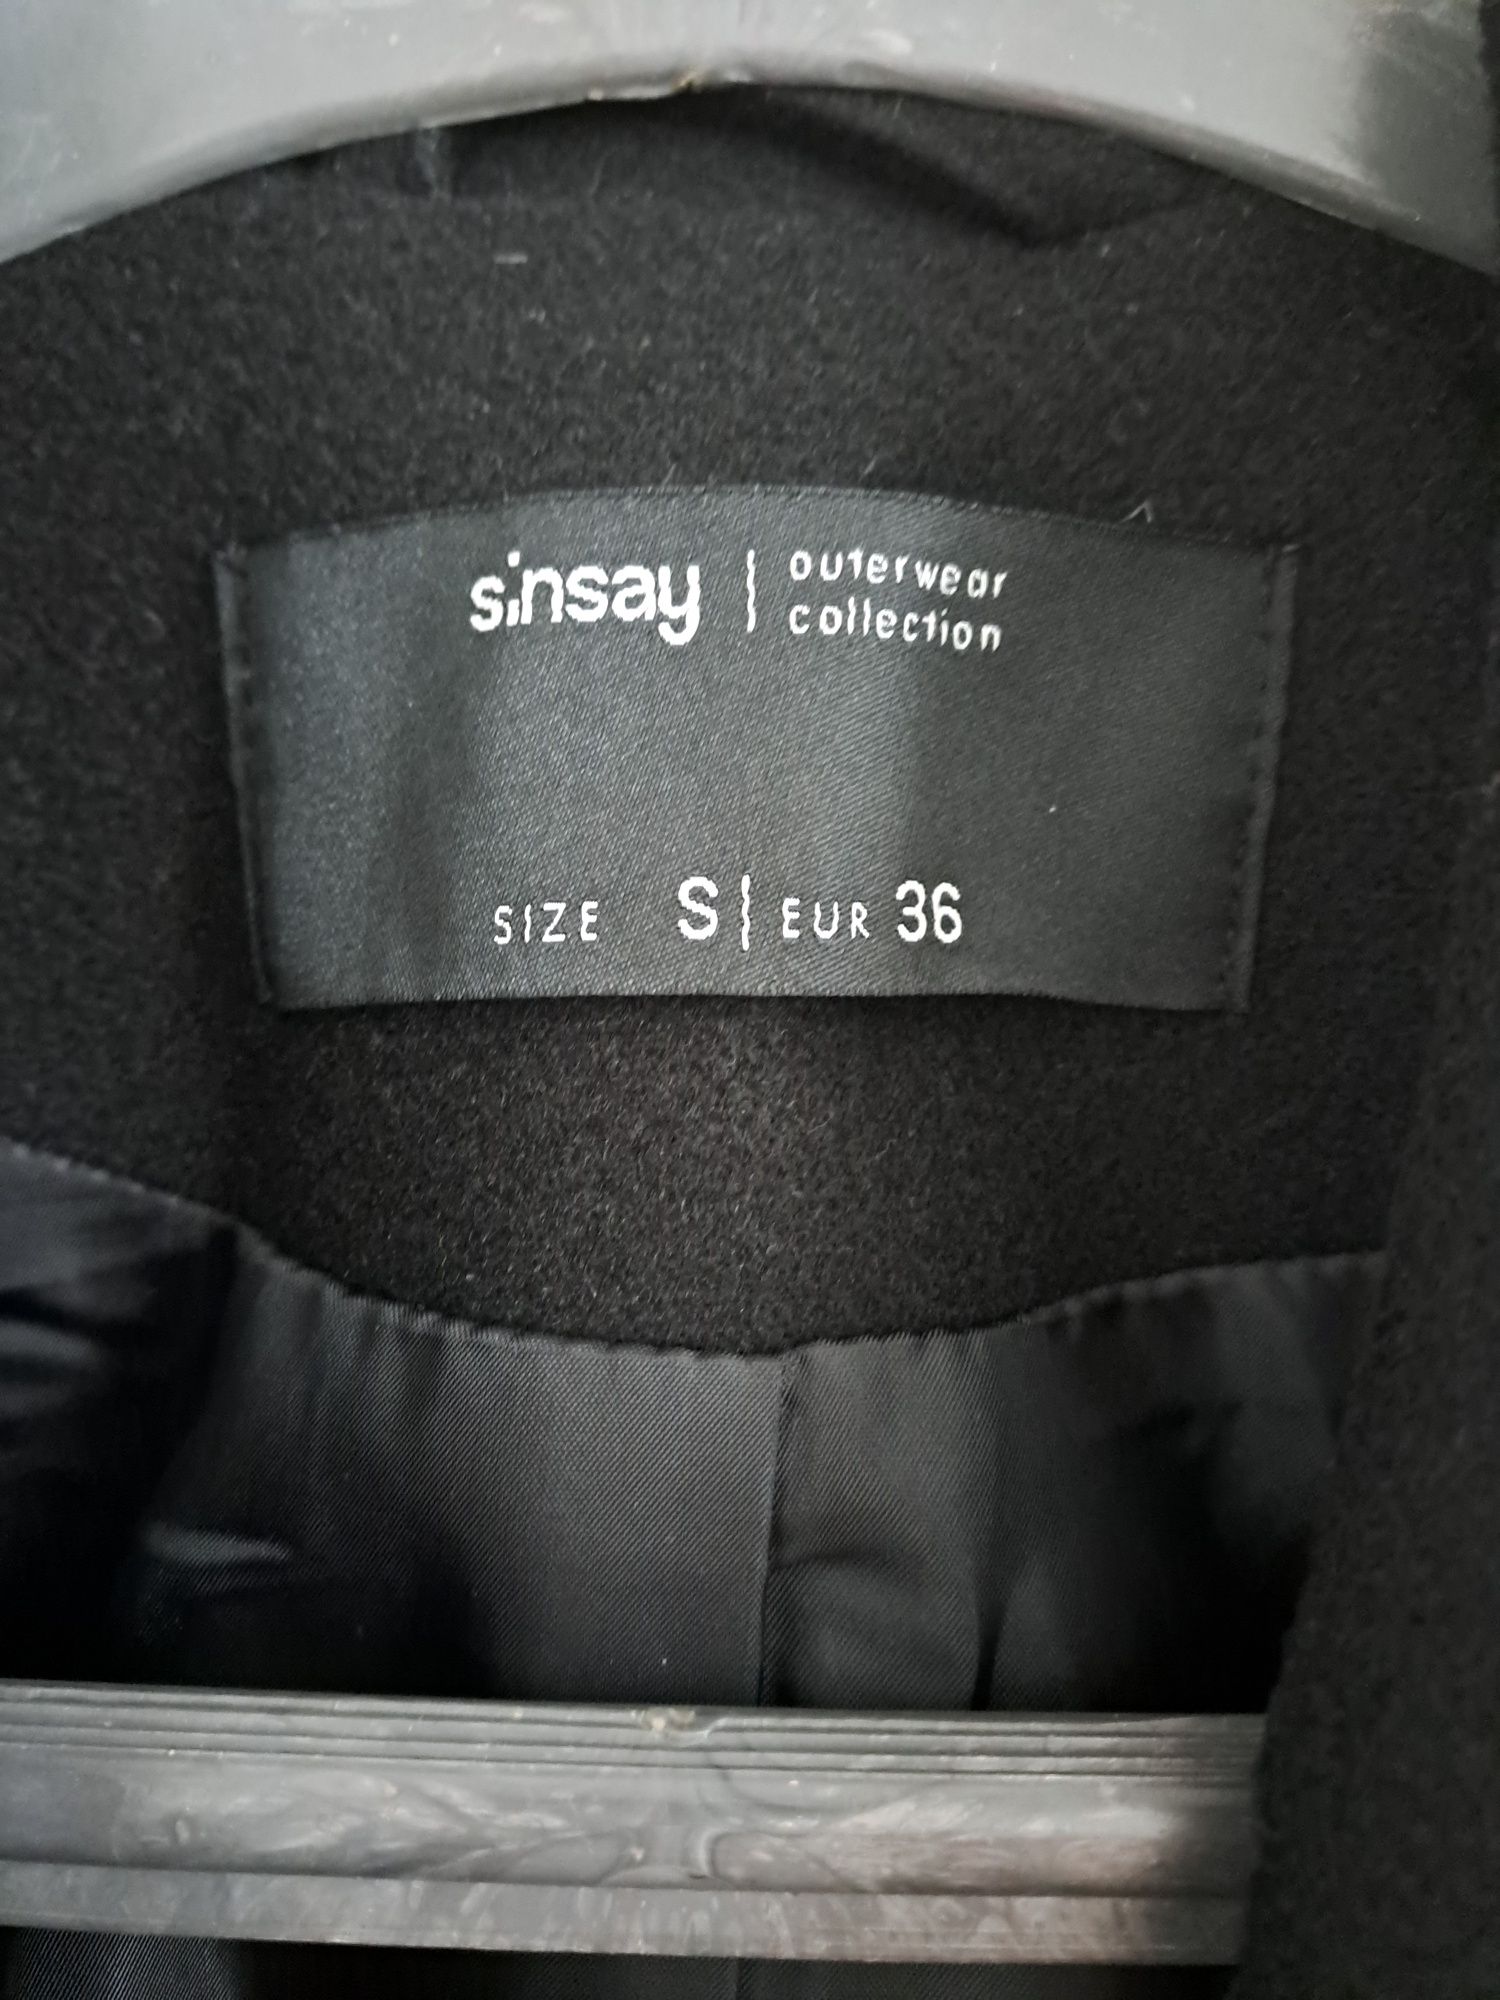 sinsay
outerwear
collection
SIZE S EUR 36